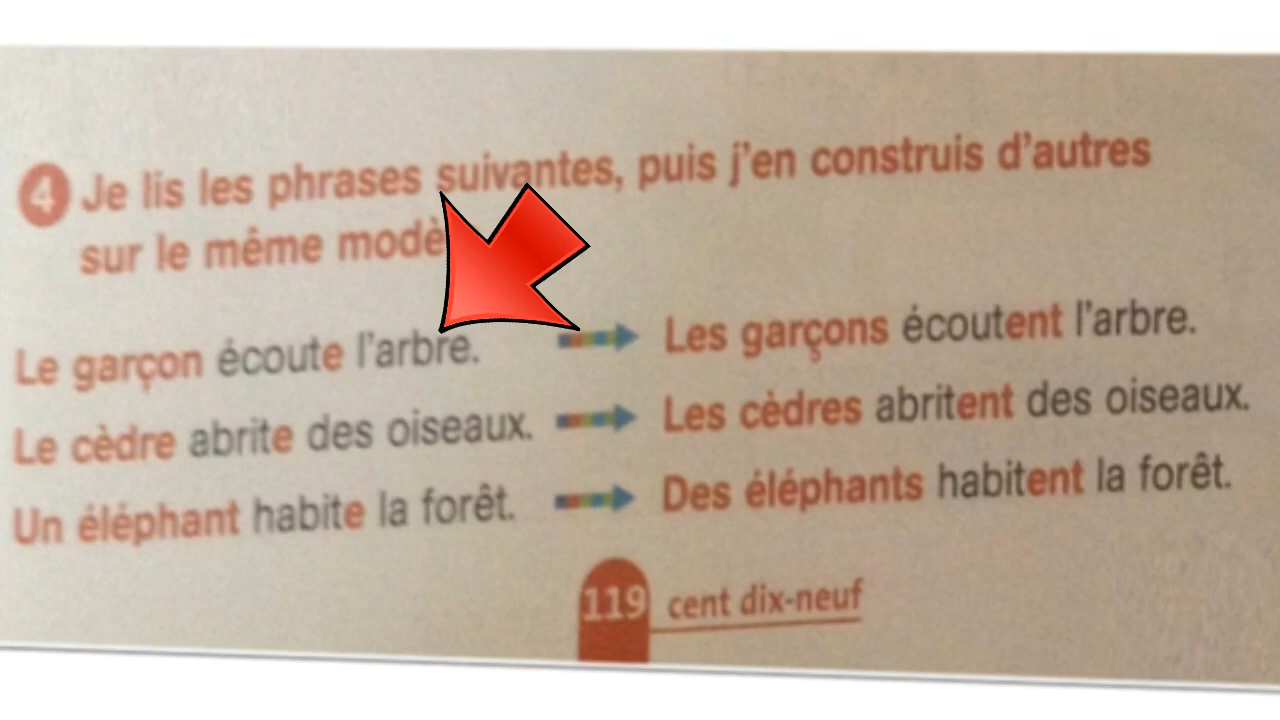 4 Je lis les phrases suivantes, puis j'en construis d'autres
sur le même
Le garçon écoute l'arbre. Les garçons écoutent l'arbre.
Le cèdre abrite des oiseaux. Les cèdres abritent des oiseaux.
Un éléphant habite la forêt. Des éléphants habitent la forêt.
119 cent dix-neuf